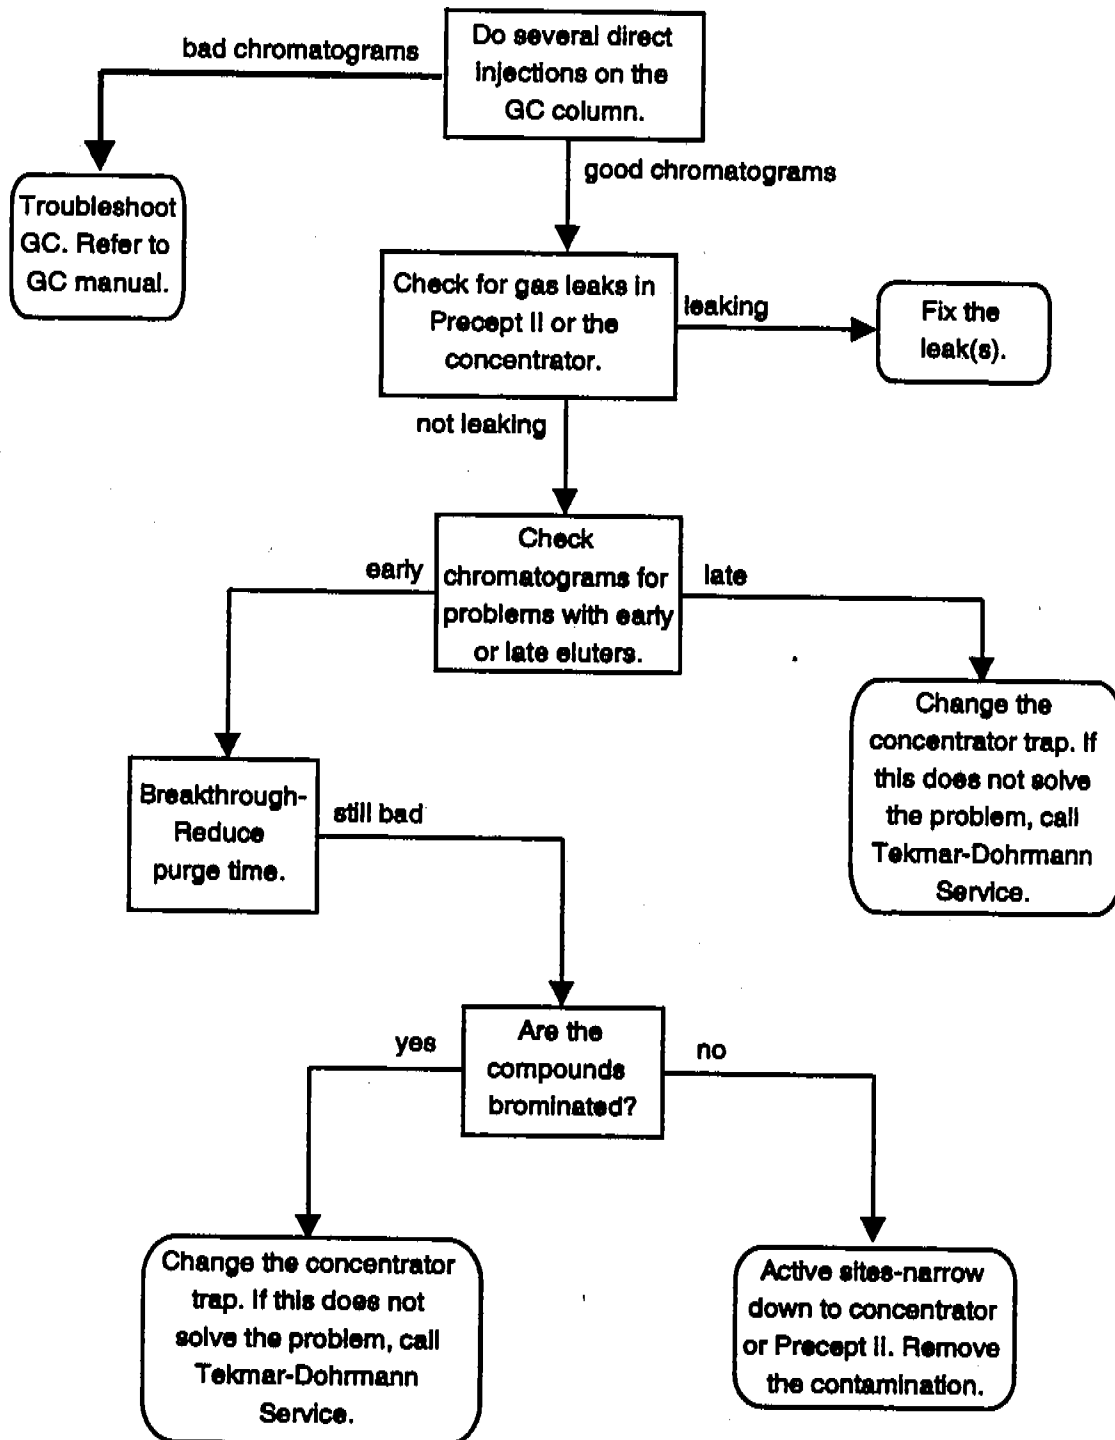 Do several direct
injections on the
GC column.
bad chromatograms
good chromatograms
Troubleshoot
GC. Refer to
GC manual.
Check for gas leaks in
Precept II or the
concentrator.
leaking
Fix the
leak(s).
not leaking
Check
chromatograms for
problems with early
or late eluters.
early
late
Change the
concentrator trap. If
this does not solve
the problem, call
Tekmar-Dohrmann
Service.
Breakthrough-
Reduce
purge time.
still bad
Are the
compounds
brominated?
yes
no
Change the concentrator
trap. If this does not
solve the problem, call
Tekmar-Dohrmann
Service.
Active sites-narrow
down to concentrator
or Precept II. Remove
the contamination.